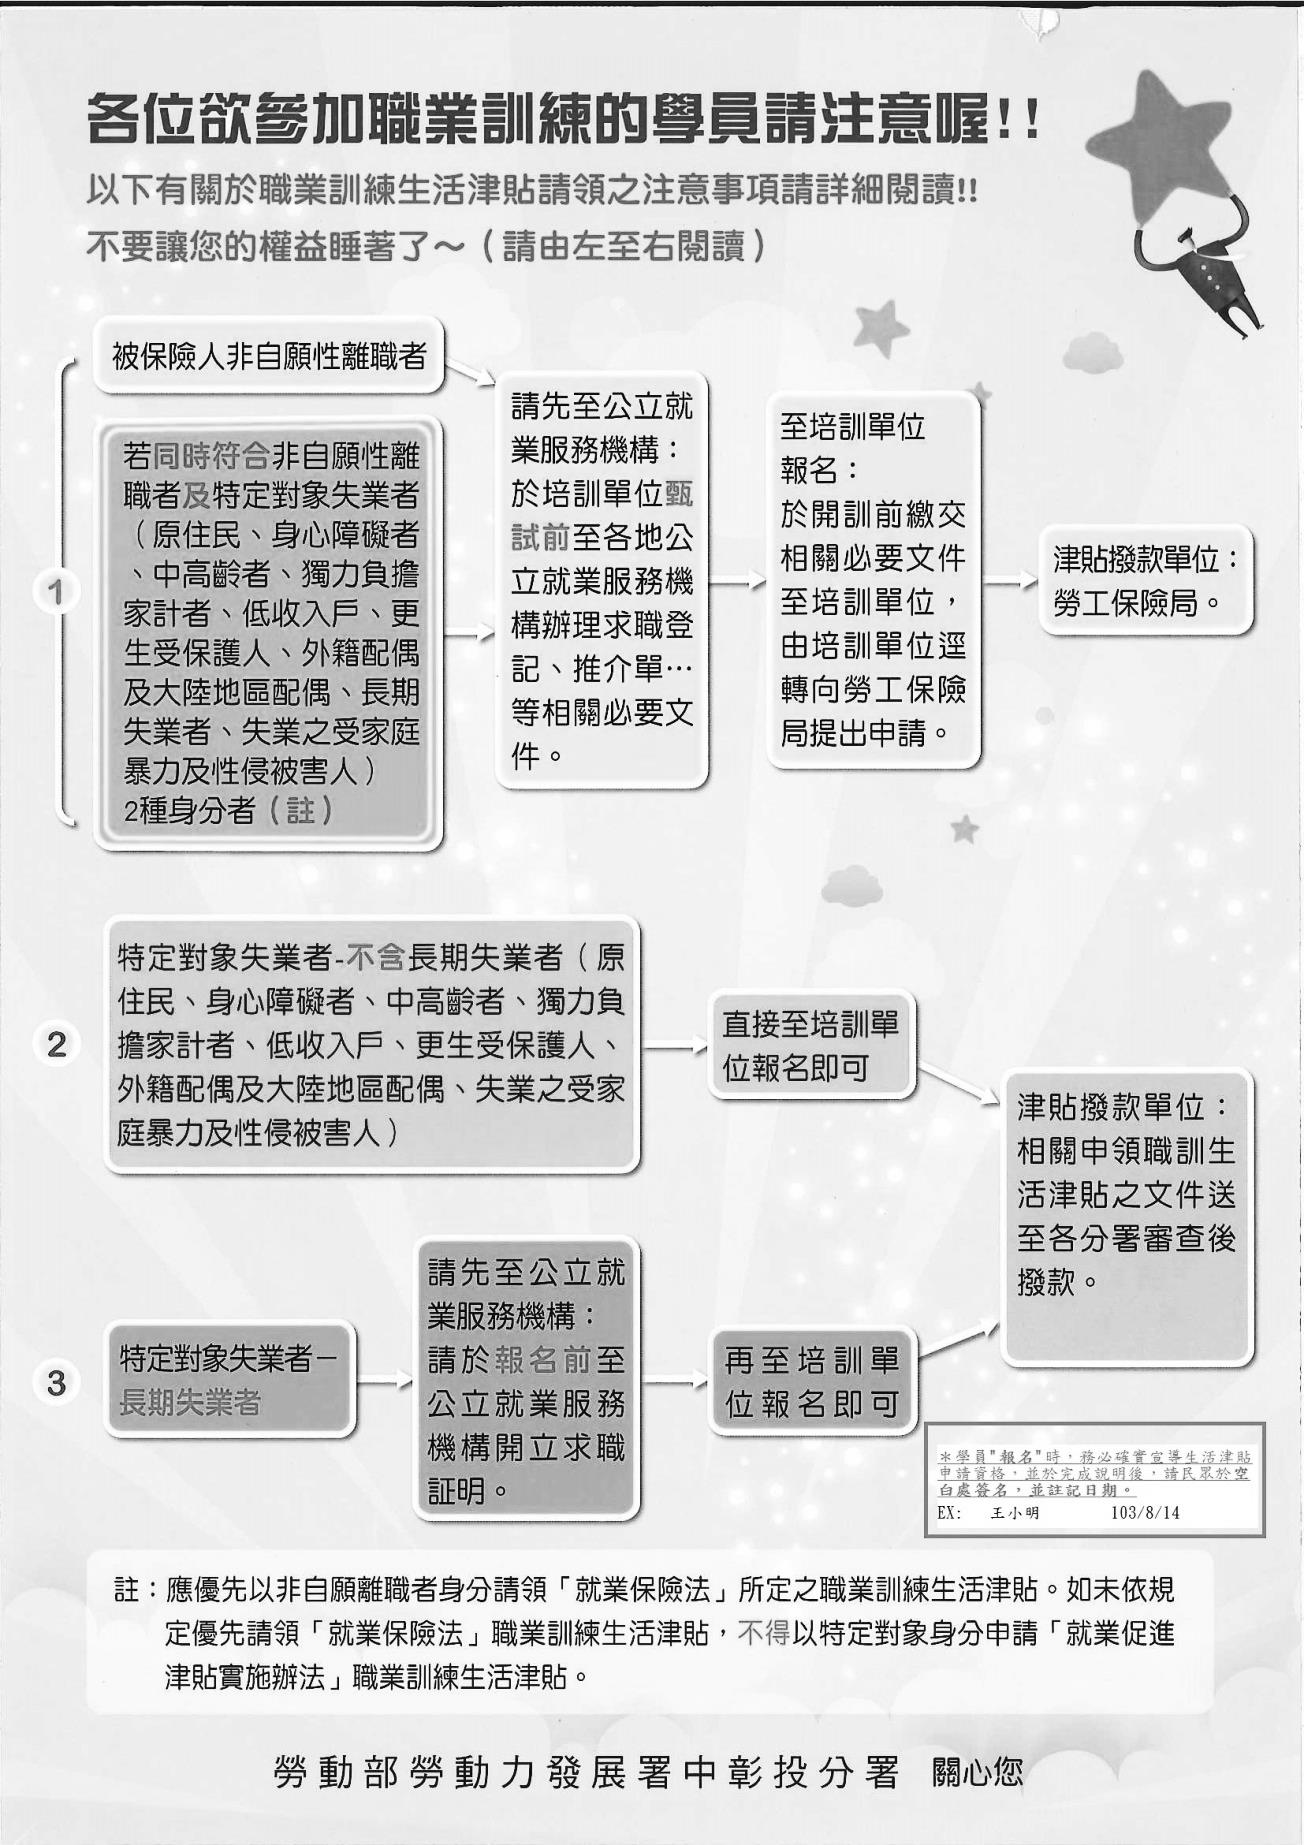 各位欲參加職業訓練的學員請注意喔!!
以下有關於職業訓練生活津貼請領之注意事項請詳細閱讀!!
不要讓您的權益睡著了～（請由左至右閱讀）
1
被保險人非自願性離職者
若同時符合非自願性離
職者及特定對象失業者
（原住民、身心障礙者
、中高齡者、獨力負擔
家計者、低收入戶、更
生受保護人、外籍配偶
及大陸地區配偶、長期
失業者、失業之受家庭
暴力及性侵被害人）
2種身分者（註）
請先至公立就
業服務機構：
於培訓單位甄
試前至各地公
立就業服務機
構辦理求職登
記、推介單…
等相關必要文
件。
至培訓單位
報名：
於開訓前繳交
相關必要文件
至培訓單位，
由培訓單位逕
轉向勞工保險
局提出申請。
津貼撥款單位：
勞工保險局。
2
特定對象失業者-不含長期失業者（原
住民、身心障礙者、中高齡者、獨力負
擔家計者、低收入戶、更生受保護人、
外籍配偶及大陸地區配偶、失業之受家
庭暴力及性侵被害人）
直接至培訓單
位報名即可
津貼撥款單位：
相關申領職訓生
活津貼之文件送
至各分署審查後
撥款。
3
特定對象失業者－
長期失業者
請先至公立就
業服務機構：
請於報名前至
公立就業服務
機構開立求職
証明。
再至培訓單
位報名即可
＊學員"報名"時，務必確實宣導生活津貼
申請資格，並於完成說明後，請民眾於空
白處簽名，並註記日期。
EX: 王小明 103/8/14
註：應優先以非自願離職者身分請領「就業保險法」所定之職業訓練生活津貼。如未依規
定優先請領「就業保險法」職業訓練生活津貼，不得以特定對象身分申請「就業促進
津貼實施辦法」職業訓練生活津貼。
勞動部勞動力發展署中彰投分署 關心您